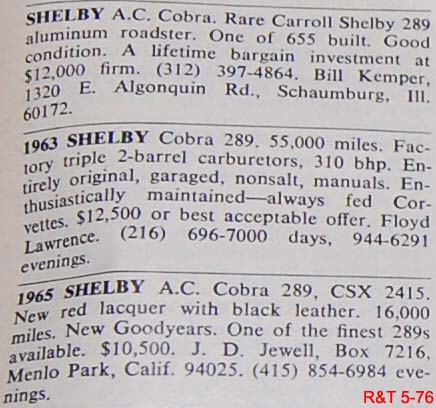 SHELBY A.C. Cobra. Rare Carroll Shelby 289
aluminum roadster. One of 655 built. Good
condition. A lifetime bargain investment at
$12,000 firm. (312) 397-4864. Bill Kemper,
1320 E. Algonquin Rd., Schaumburg, Ill.
60172.
1963 SHELBY Cobra 289. 55,000 miles. Fac-
tory triple 2-barrel carburetors, 310 bhp. En-
tirely original, garaged, nonsalt, manuals. En-
thusiastically maintained—always fed Cor-
vettes. $12,500 or best acceptable offer. Floyd
Lawrence. (216) 696-7000 days, 944-6291
evenings.
1965 SHELBY A.C. Cobra 289, CSX 2415.
New red lacquer with black leather. 16,000
miles. New Goodyears. One of the finest 289s
available. $10,500. J. D. Jewell, Box 7216,
Menlo Park, Calif. 94025. (415) 854-6984 eve-
nings.
R&T 5-76